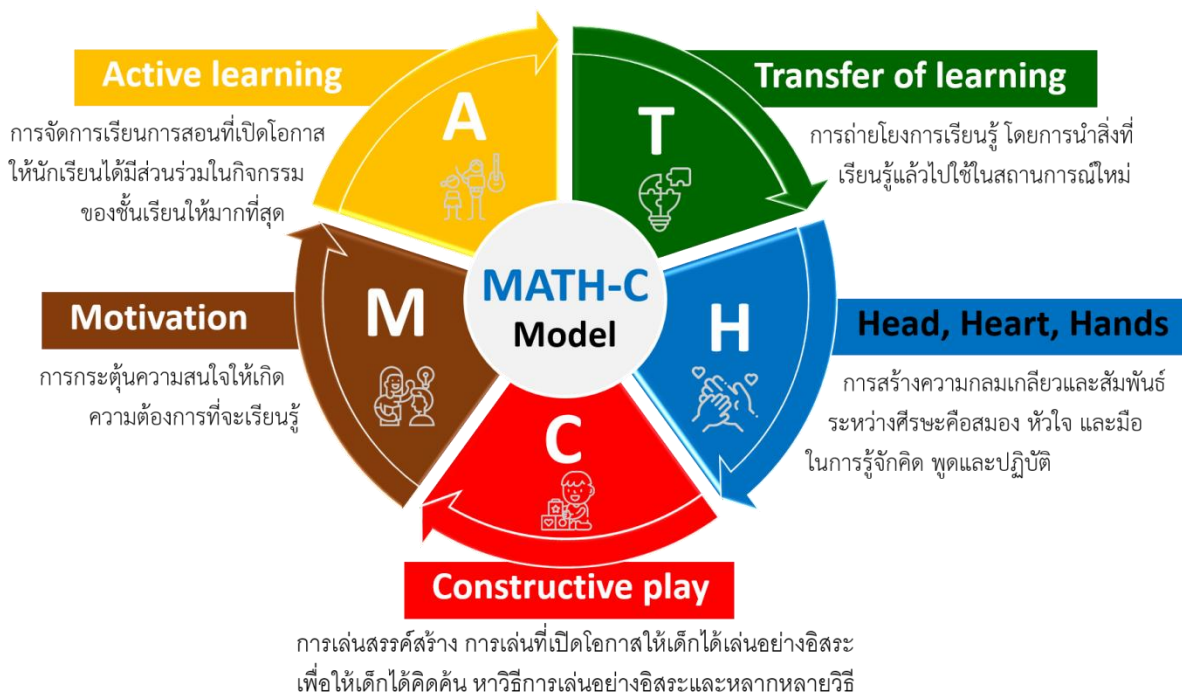 Active learning
การจัดการเรียนการสอนที่เปิดโอกาส
ให้นักเรียนได้มีส่วนร่วมในกิจกรรม
ของชั้นเรียนให้มากที่สุด
A
T
Transfer of learning
การถ่ายโยงการเรียนรู้ โดยการนำสิ่งที่
เรียนรู้แล้วไปใช้ในสถานการณ์ใหม่
Motivation
การกระตุ้นความสนใจให้เกิด
ความต้องการที่จะเรียนรู้
M
MATH-C
Model
H
Head, Heart, Hands
การสร้างความกลมเกลียวและสัมพันธ์
ระหว่างศีรษะคือสมอง หัวใจ และมือ
ในการรู้จักคิด พูดและปฏิบัติ
C
Constructive play
การเล่นสรรค์สร้าง การเล่นที่เปิดโอกาสให้เด็กได้เล่นอย่างอิสระ
เพื่อให้เด็กได้คิดค้น หาวิธีการเล่นอย่างอิสระและหลากหลายวิธี